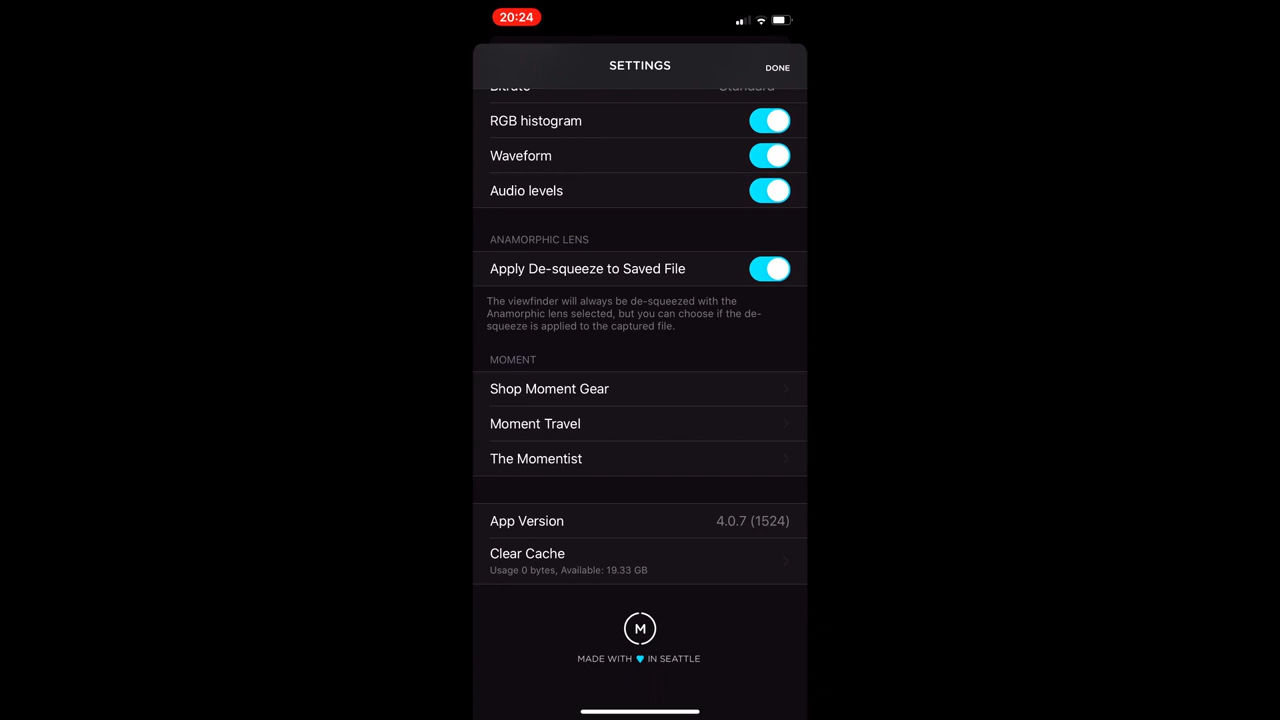 20:24
SETTINGS
DONE
Bitrate
Standard
RGB histogram
Waveform
Audio levels
ANAMORPHIC LENS
Apply De-squeeze to Saved File
The viewfinder will always be de-squeezed with the
Anamorphic lens selected, but you can choose if the de-
squeeze is applied to the captured file.
MOMENT
Shop Moment Gear
Moment Travel
The Momentist
App Version
4.0.7 (1524)
Clear Cache
Usage 0 bytes, Available: 19.33 GB
M
MADE WITH 🩵 IN SEATTLE